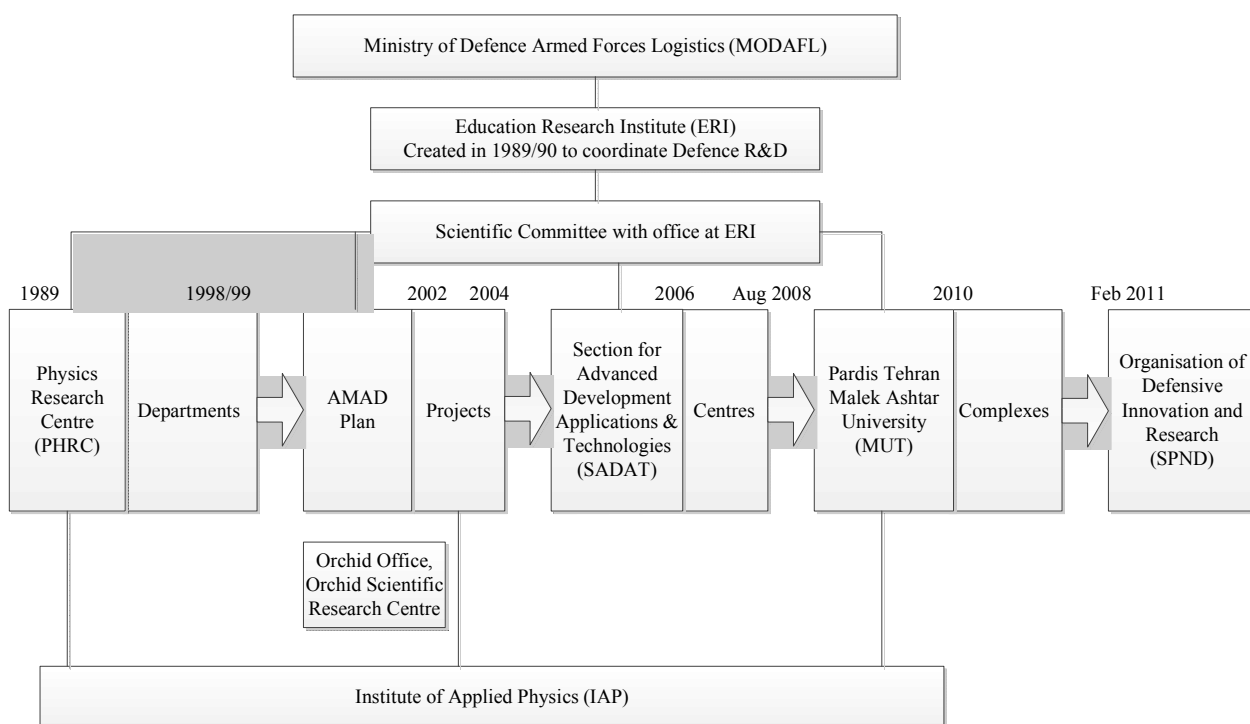 Ministry of Defence Armed Forces Logistics (MODAFL)
Education Research Institute (ERI)
Created in 1989/90 to coordinate Defence R&D
Scientific Committee with office at ERI
1989
1998/99
2002
2004
2006
Aug 2008
2010
Feb 2011
Physics
Research
Centre
(PHRC)
Departments
AMAD
Plan
Projects
Section for
Advanced
Development
Applications &
Technologies
(SADAT)
Centres
Pardis Tehran
Malek Ashtar
University
(MUT)
Complexes
Organisation of
Defensive
Innovation and
Research
(SPND)
Orchid Office,
Orchid Scientific
Research Centre
Institute of Applied Physics (IAP)